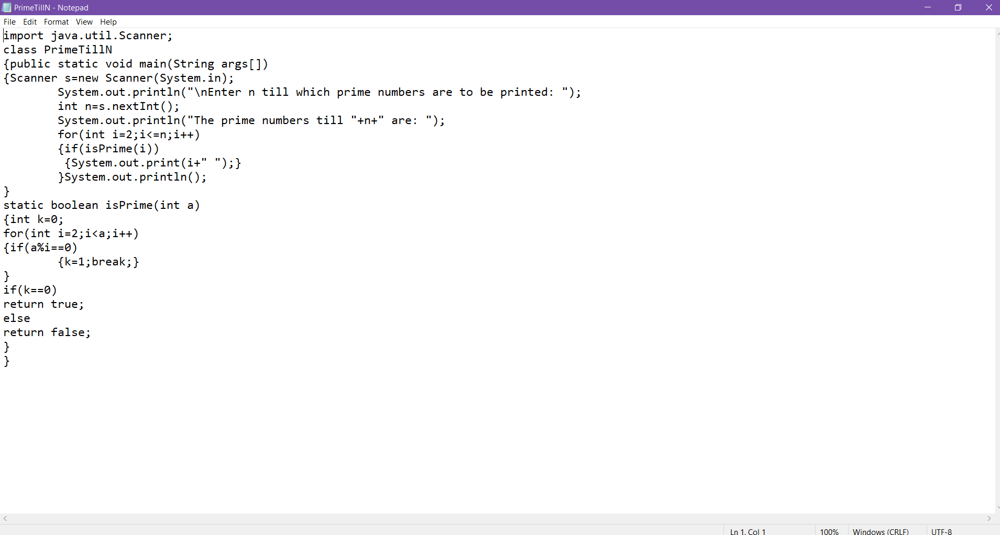 PrimeTillN - Notepad
File Edit Format View Help
import java.util.Scanner;
class PrimeTillN
{public static void main(String args[])
{Scanner s=new Scanner(System.in);
        System.out.println("\nEnter n till which prime numbers are to be printed: ");
        int n=s.nextInt();
        System.out.println("The prime numbers till "+n+" are: ");
        for(int i=2;i<=n;i++)
        {if(isPrime(i))
         {System.out.print(i+" ");}
        }System.out.println();
}
static boolean isPrime(int a)
{int k=0;
for(int i=2;i<a;i++)
{if(a%i==0)
        {k=1;break;}
}
if(k==0)
return true;
else
return false;
}
}
Ln 1, Col 1 100% Windows (CRLF) UTF-8